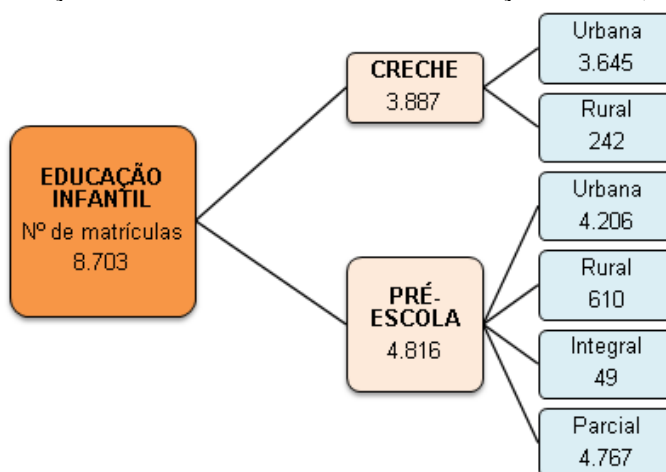 EDUCAÇÃO
INFANTIL
Nº de matrículas
8.703
CRECHE
3.887
Urbana
3.645
Rural
242
PRÉ-
ESCOLA
4.816
Urbana
4.206
Rural
610
Integral
49
Parcial
4.767